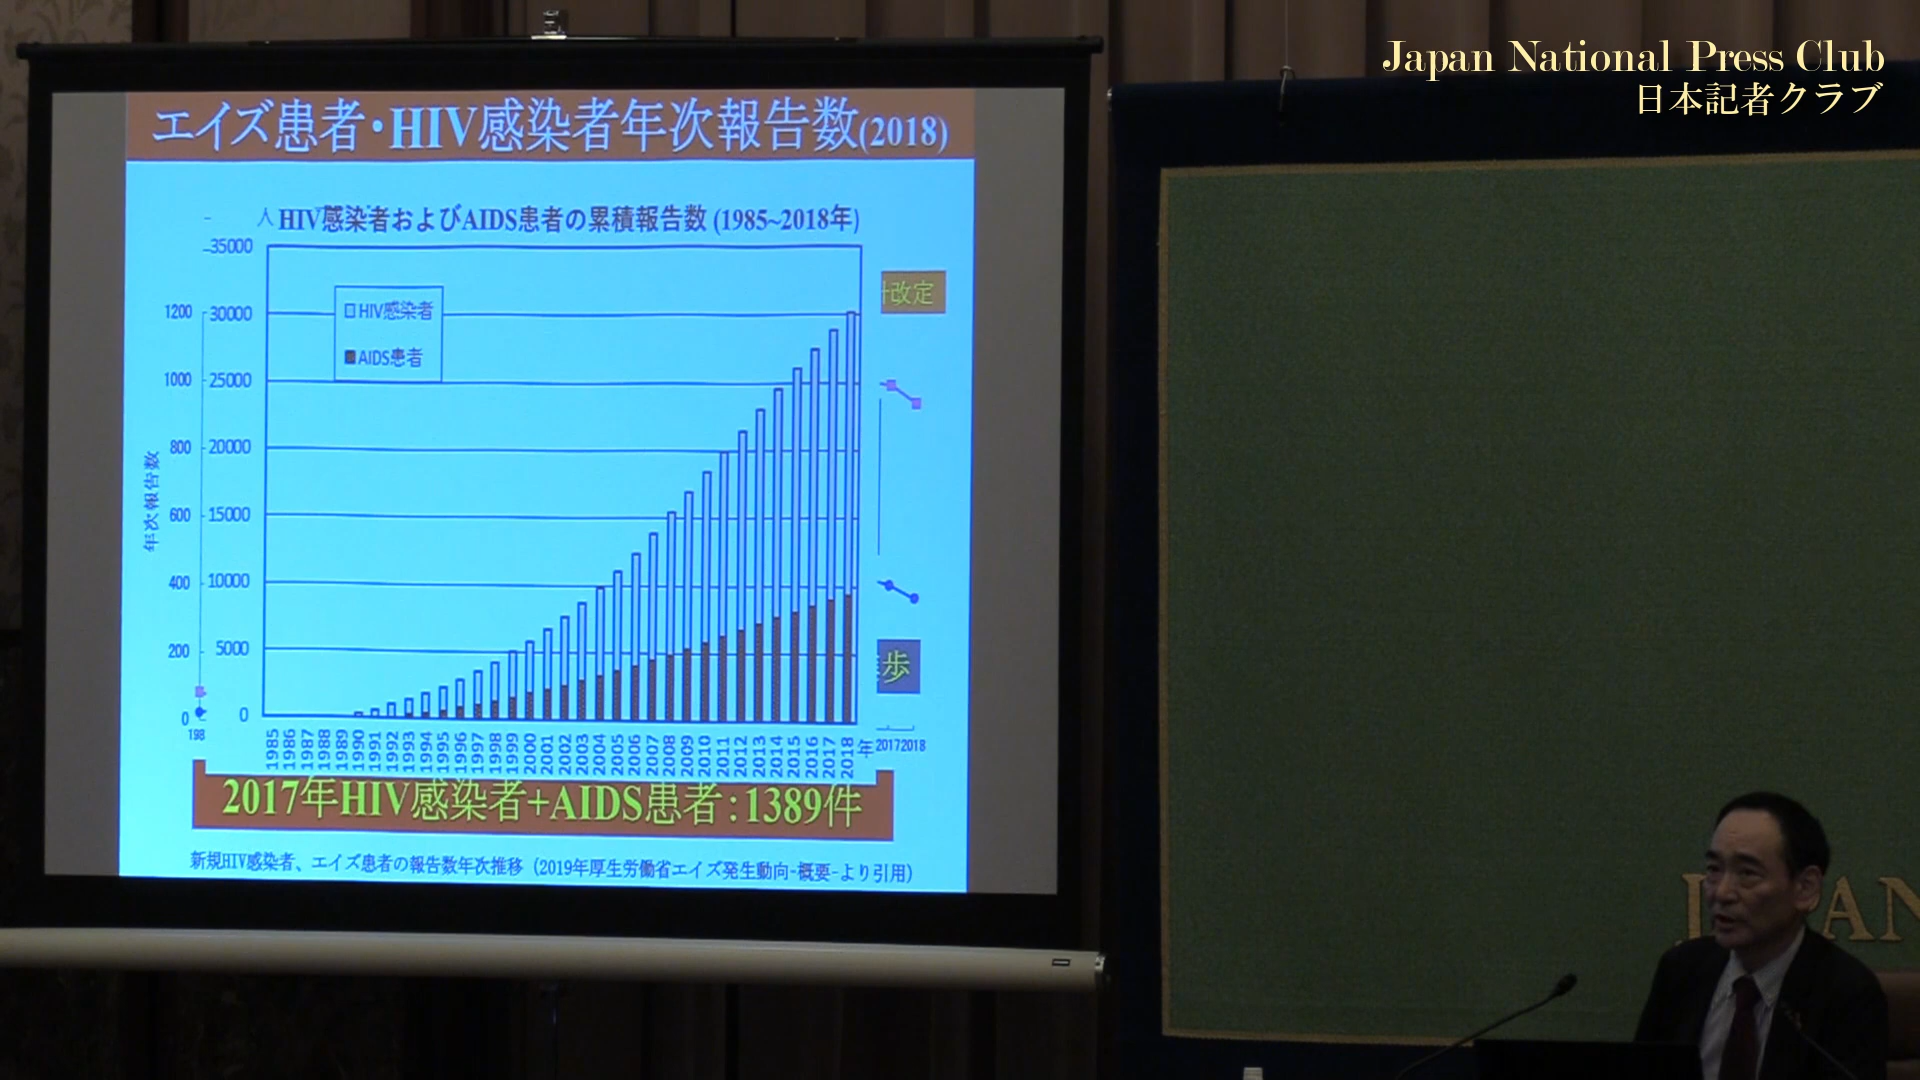 Japan National Press Club
日本記者クラブ
エイズ患者・HIV感染者年次報告数(2018)
人 HIV感染者およびAIDS患者の累積報告数 (1985~2018年)
35000
30000
25000
20000
15000
10000
5000
0
1200
1000
800
600
400
200
0
198
年次報告数
HIV感染者
AIDS患者
改定
歩
1985 1986 1987 1988 1989 1990 1991 1992 1993 1994 1995 1996 1997 1998 1999 2000 2001 2002 2003 2004 2005 2006 2007 2008 2009 2010 2011 2012 2013 2014 2015 2016 2017 2018 年
20172018
2017年HIV感染者+AIDS患者:1389件
新規HIV感染者、エイズ患者の報告数年次推移（2019年厚生労働省エイズ発生動向-概要-より引用）